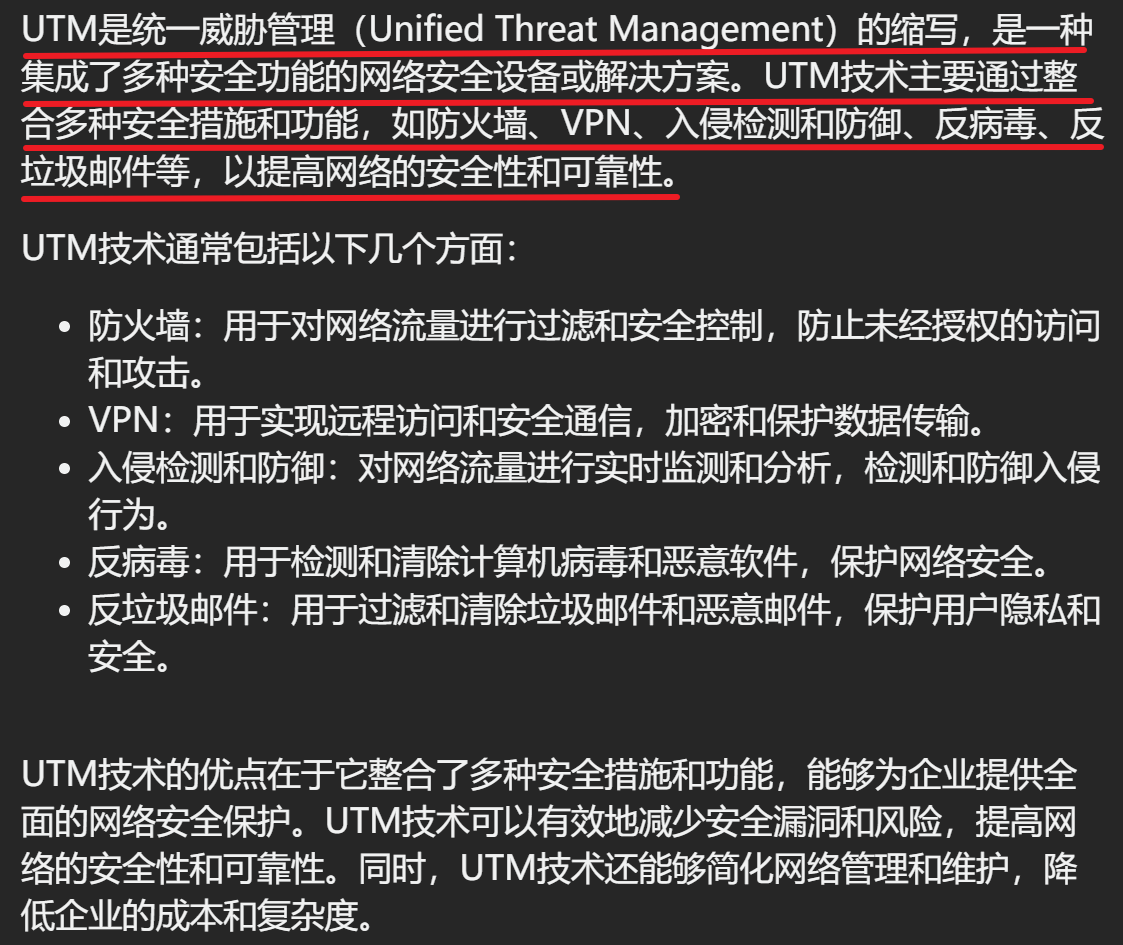 UTM是统一威胁管理（Unified Threat Management）的缩写，是一种
集成了多种安全功能的网络安全设备或解决方案。UTM技术主要通过整
合多种安全措施和功能，如防火墙、VPN、入侵检测和防御、反病毒、反
垃圾邮件等，以提高网络的安全性和可靠性。
UTM技术通常包括以下几个方面：
• 防火墙：用于对网络流量进行过滤和安全控制，防止未经授权的访问
和攻击。
• VPN：用于实现远程访问和安全通信，加密和保护数据传输。
• 入侵检测和防御：对网络流量进行实时监测和分析，检测和防御入侵
行为。
• 反病毒：用于检测和清除计算机病毒和恶意软件，保护网络安全。
• 反垃圾邮件：用于过滤和清除垃圾邮件和恶意邮件，保护用户隐私和
安全。
UTM技术的优点在于它整合了多种安全措施和功能，能够为企业提供全
面的网络安全保护。UTM技术可以有效地减少安全漏洞和风险，提高网
络的安全性和可靠性。同时，UTM技术还能够简化网络管理和维护，降
低企业的成本和复杂度。